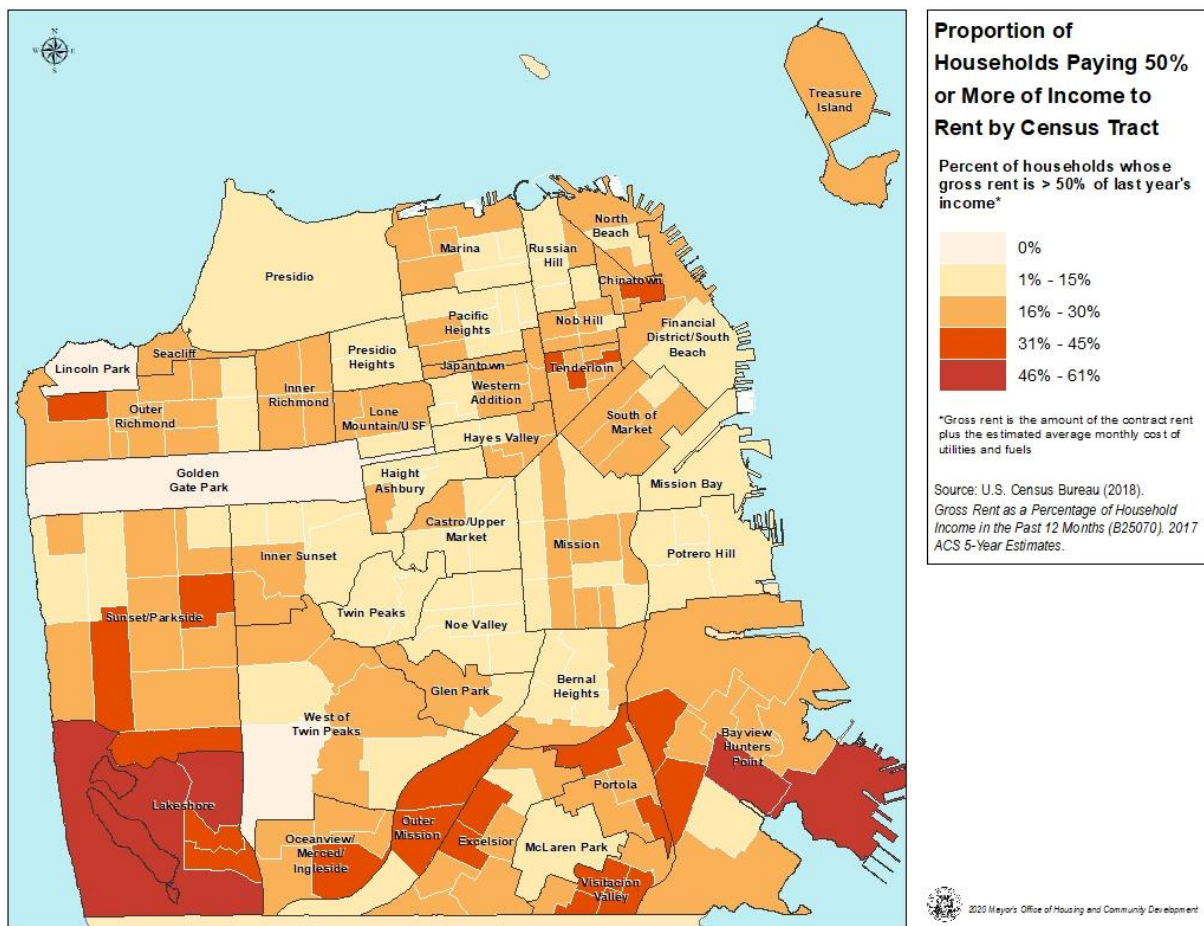 N
W E
S
Treasure
Island
North
Beach
Marina
Russian
Hill
Presidio
Chinatown
Pacific
Heights
Nob Hill
Financial
District/South
Beach
Seacliff
Presidio
Heights
Lincoln Park
Japantown
Tenderloin
Inner
Richmond
Western
Addition
Outer
Richmond
Lone
Mountain/USF
South of
Market
Hayes Valley
Golden
Gate Park
Haight
Ashbury
Mission Bay
Castro/Upper
Market
Inner Sunset
Mission
Potrero Hill
Sunset/Parkside
Twin Peaks
Noe Valley
Glen Park
Bernal
Heights
West of
Twin Peaks
Bayview
Hunters
Point
Portola
Lakeshore
Oceanview/
Merced/
Ingleside
Outer
Mission
Excelsior
McLaren Park
Visitacion
Valley
Proportion of
Households Paying 50%
or More of Income to
Rent by Census Tract
Percent of households whose
gross rent is > 50% of last year's
income*
0%
1% - 15%
16% - 30%
31% - 45%
46% - 61%
*Gross rent is the amount of the contract rent
plus the estimated average monthly cost of
utilities and fuels
Source: U.S. Census Bureau (2018).
Gross Rent as a Percentage of Household
Income in the Past 12 Months (B25070). 2017
ACS 5-Year Estimates.
2020 Mayor's Office of Housing and Community Development